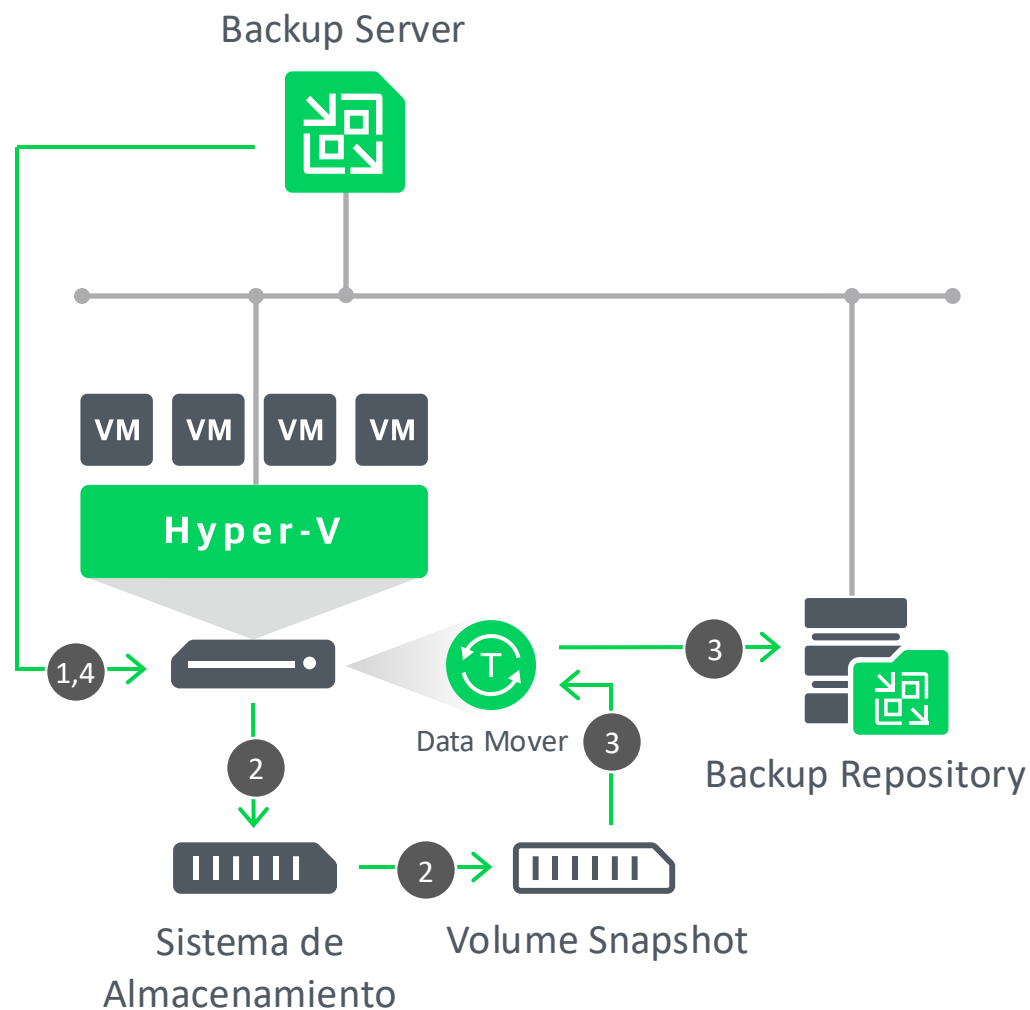 Backup Server
VM VM VM VM
Hyper-V
1,4
T
3
Data Mover
3
2
Backup Repository
2
Sistema de
Almacenamiento
Volume Snapshot